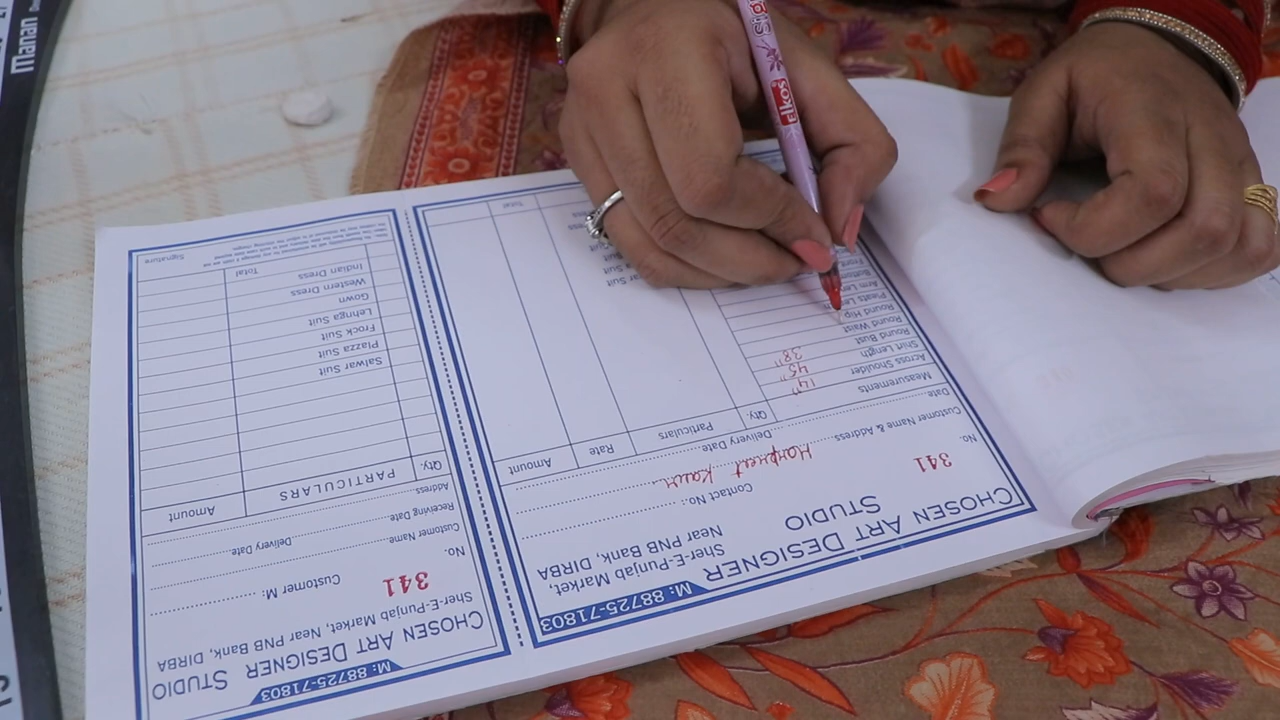 CHOSEN ART DESIGNER
STUDIO
M: 88725-71803
Sher-E-Punjab Market,
Near PNB Bank, DIRBA
No. 341
Contact No.:
Customer Name & Address Harpreet Kaur
Date Delivery Date
Measurements Qty. Particulars Rate Amount
Across Shoulder 14"
Shirt Length 45"
Round Bust 38"
Round Waist
Round Hip
Suit
Suit
Total
M: 88725-71803
CHOSEN ART DESIGNER STUDIO
Sher-E-Punjab Market, Near PNB Bank, DIRBA
No. 341 Customer M:
Customer Name
Receiving Date Delivery Date
Address
Qty. PARTICULARS Amount
Salwar Suit
Plazza Suit
Frock Suit
Lehnga Suit
Gown
Western Dress
Indian Dress
Total
Signature
Elkos
Manan